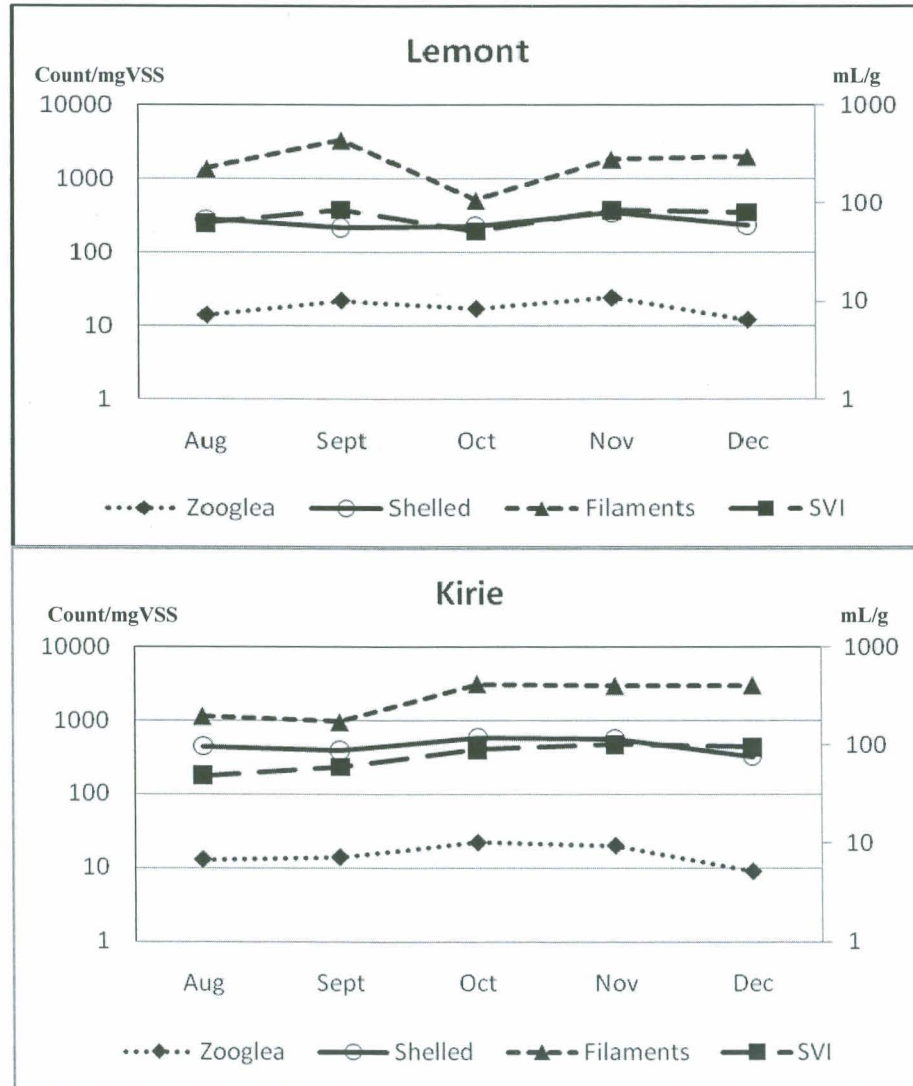 Lemont
Count/mgVSS mL/g
10000 1000
1000
100
100
10
10
1 1
Aug Sept Oct Nov Dec
Zooglea Shelled Filaments SVI
Kirie
Count/mgVSS mL/g
10000 1000
1000
100
100
10
10
1 1
Aug Sept Oct Nov Dec
Zooglea Shelled Filaments SVI